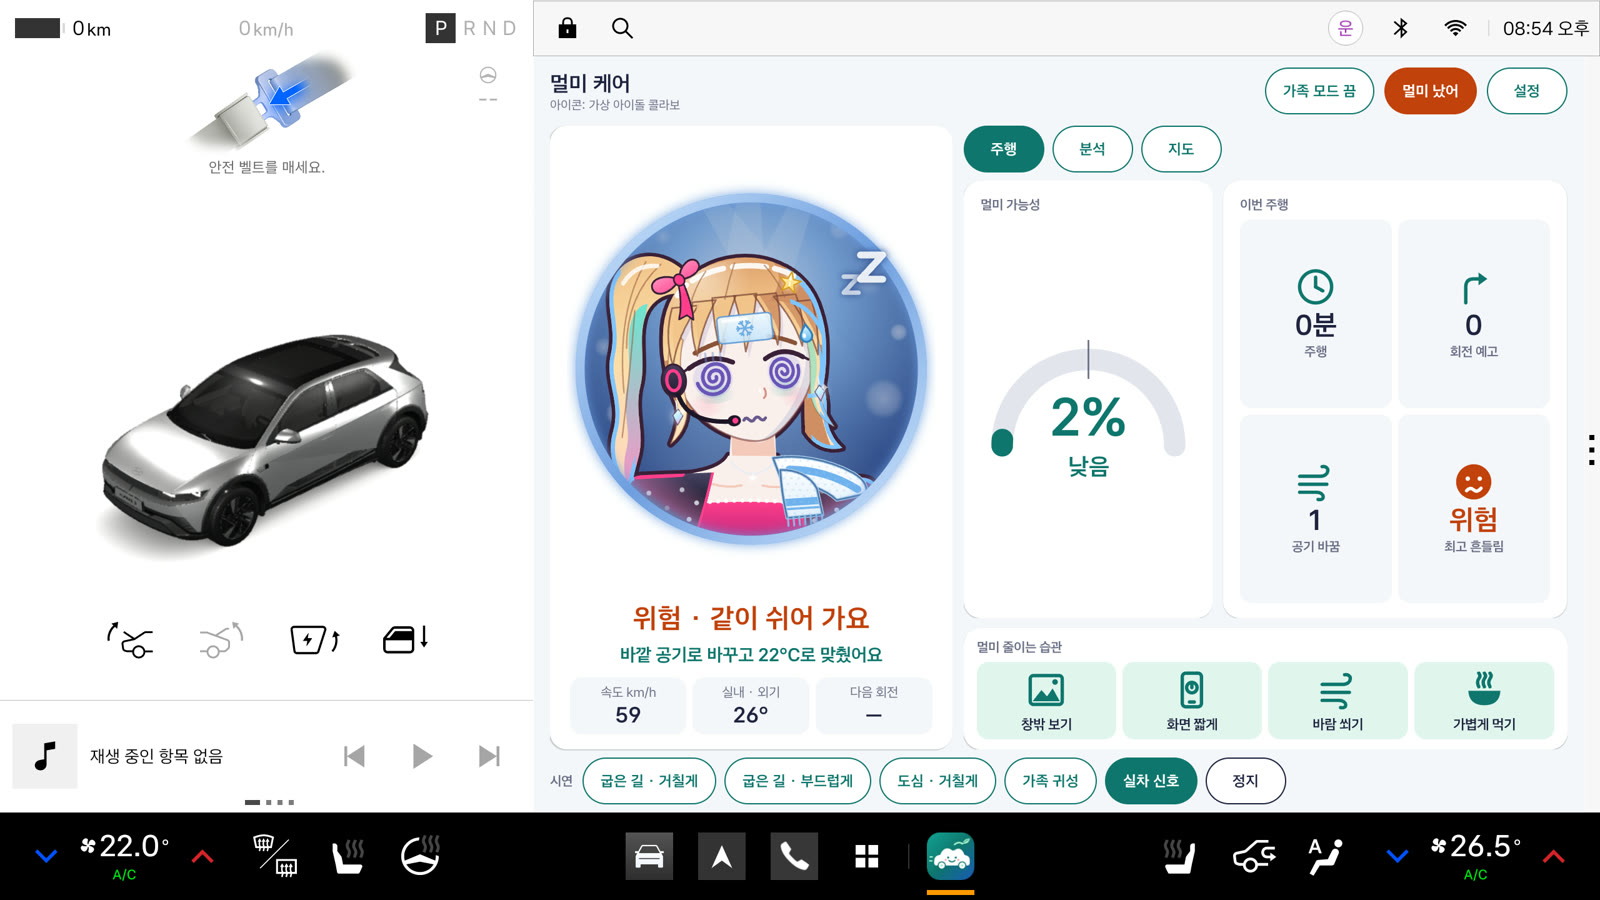 0km
0km/h
P R N D
--
안전 벨트를 매세요.
재생 중인 항목 없음
운
08:54 오후
멀미 케어
아이콘: 가상 아이돌 콜라보
가족 모드 끔
멀미 났어
설정
zZ
위험 · 같이 쉬어 가요
바깥 공기로 바꾸고 22°C로 맞췄어요
속도 km/h
59
실내 · 외기
26°
다음 회전
—
주행
분석
지도
멀미 가능성
2%
낮음
이번 주행
0분
주행
0
회전 예고
1
공기 바꿈
위험
최고 흔들림
멀미 줄이는 습관
창밖 보기
화면 짧게
바람 쐬기
가볍게 먹기
시연
굽은 길 · 거칠게
굽은 길 · 부드럽게
도심 · 거칠게
가족 귀성
실차 신호
정지
22.0°
A/C
A
26.5°
A/C